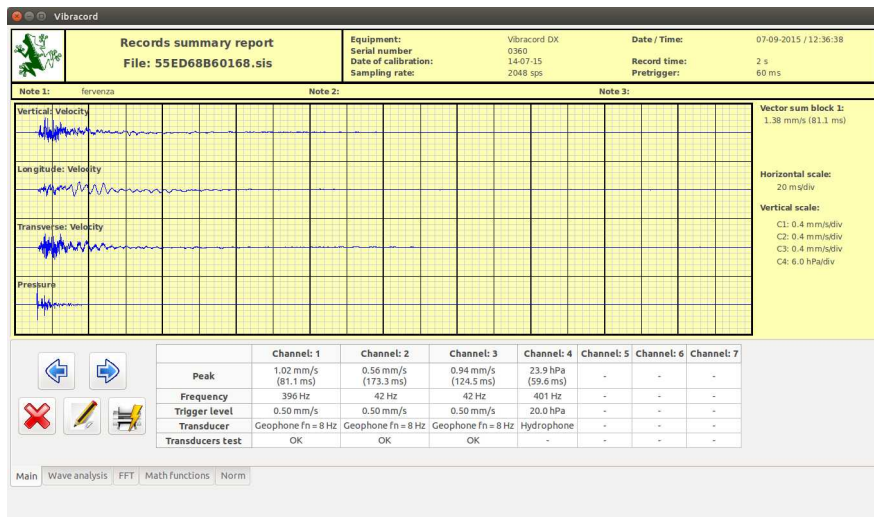 Vibracord
Records summary report
File: 55ED68B60168.sis
Equipment: Vibracord DX
Serial number 0360
Date of calibration: 14-07-15
Sampling rate: 2048 sps
Date / Time: 07-09-2015 / 12:36:38
Record time: 2 s
Pretrigger: 60 ms
Note 1: fervenza Note 2: Note 3:
Vertical: Velocity
Longitude: Velocity
Transverse: Velocity
Pressure
Vector sum block 1:
1.38 mm/s (81.1 ms)
Horizontal scale:
20 ms/div
Vertical scale:
C1: 0.4 mm/s/div
C2: 0.4 mm/s/div
C3: 0.4 mm/s/div
C4: 6.0 hPa/div
Channel: 1 Channel: 2 Channel: 3 Channel: 4 Channel: 5 Channel: 6 Channel: 7
Peak 1.02 mm/s (81.1 ms) 0.56 mm/s (173.3 ms) 0.94 mm/s (124.5 ms) 23.9 hPa (59.6 ms) - - -
Frequency 396 Hz 42 Hz 42 Hz 401 Hz - - -
Trigger level 0.50 mm/s 0.50 mm/s 0.50 mm/s 20.0 hPa - - -
Transducer Geophone fn = 8 Hz Geophone fn = 8 Hz Geophone fn = 8 Hz Hydrophone - - -
Transducers test OK OK OK - - - -
Main Wave analysis FFT Math functions Norm